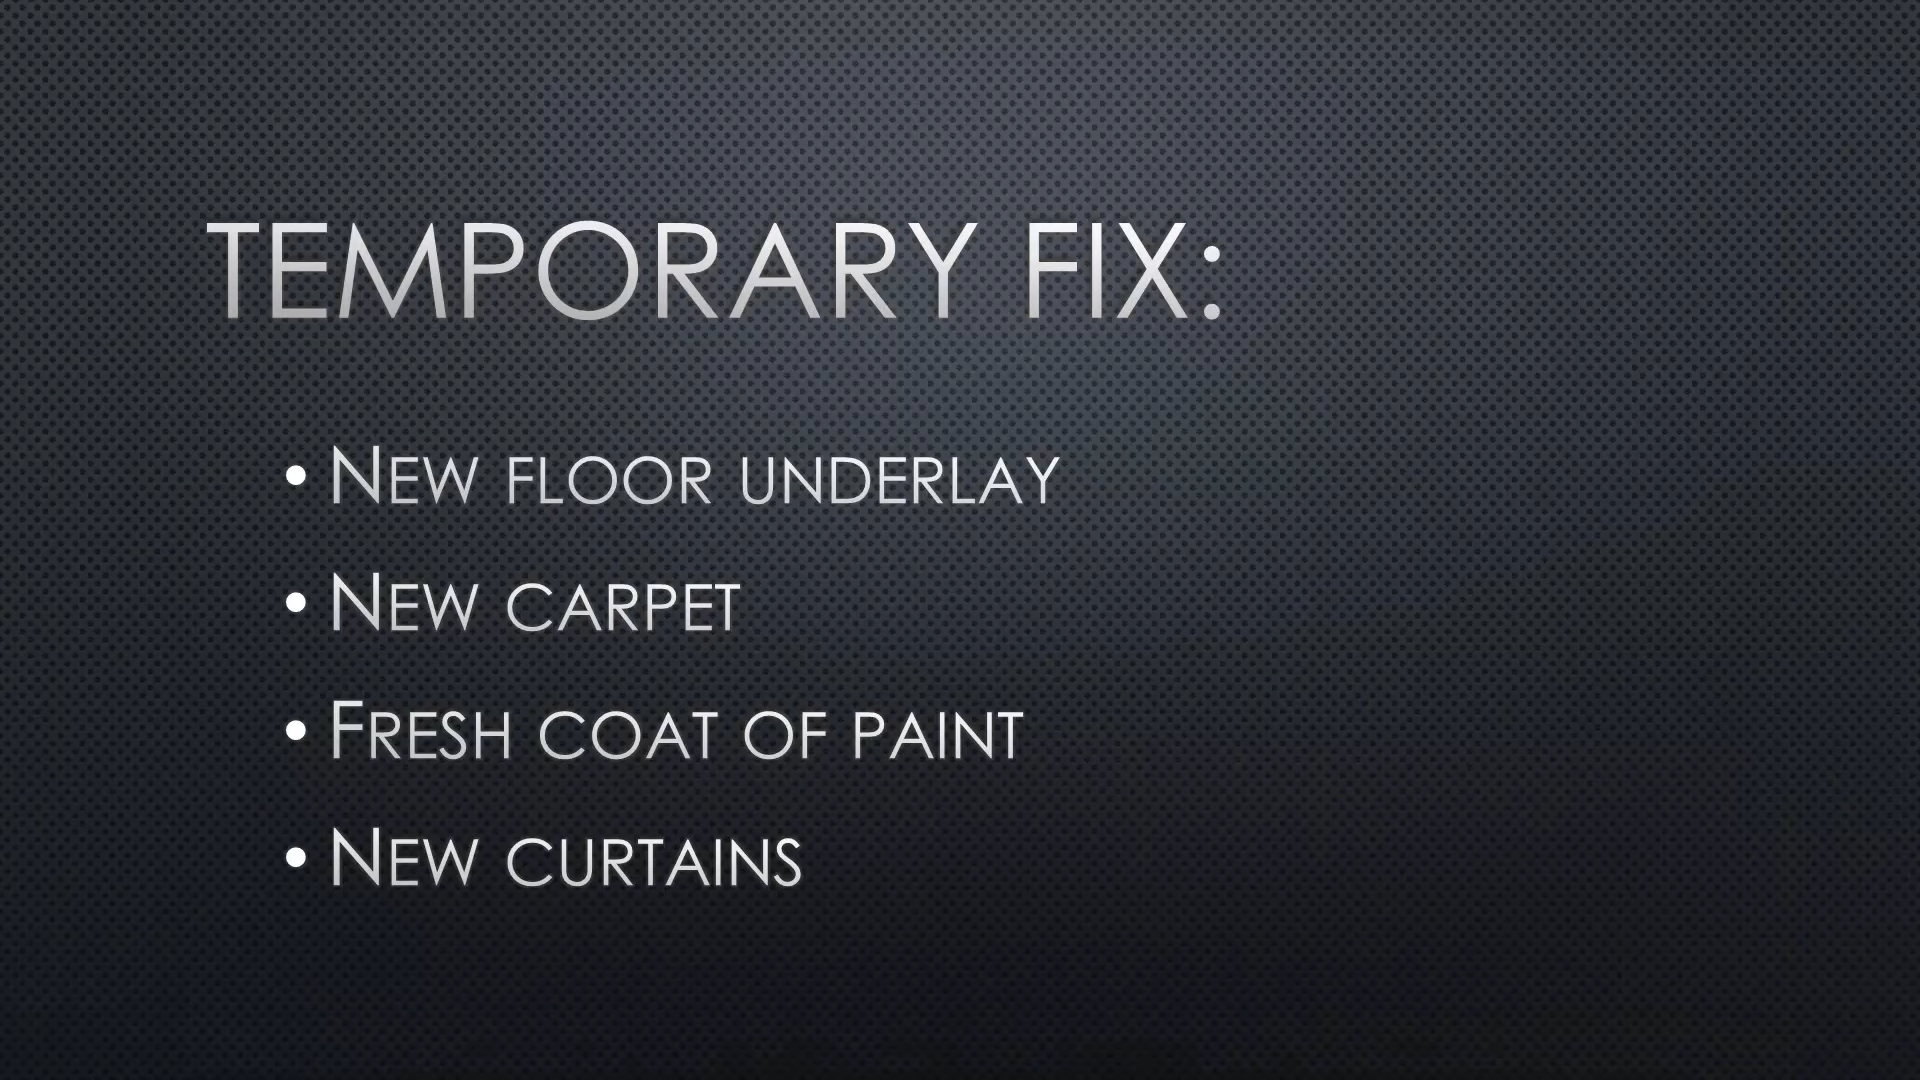 TEMPORARY FIX:
• New floor underlay
• New carpet
• Fresh coat of paint
• New curtains